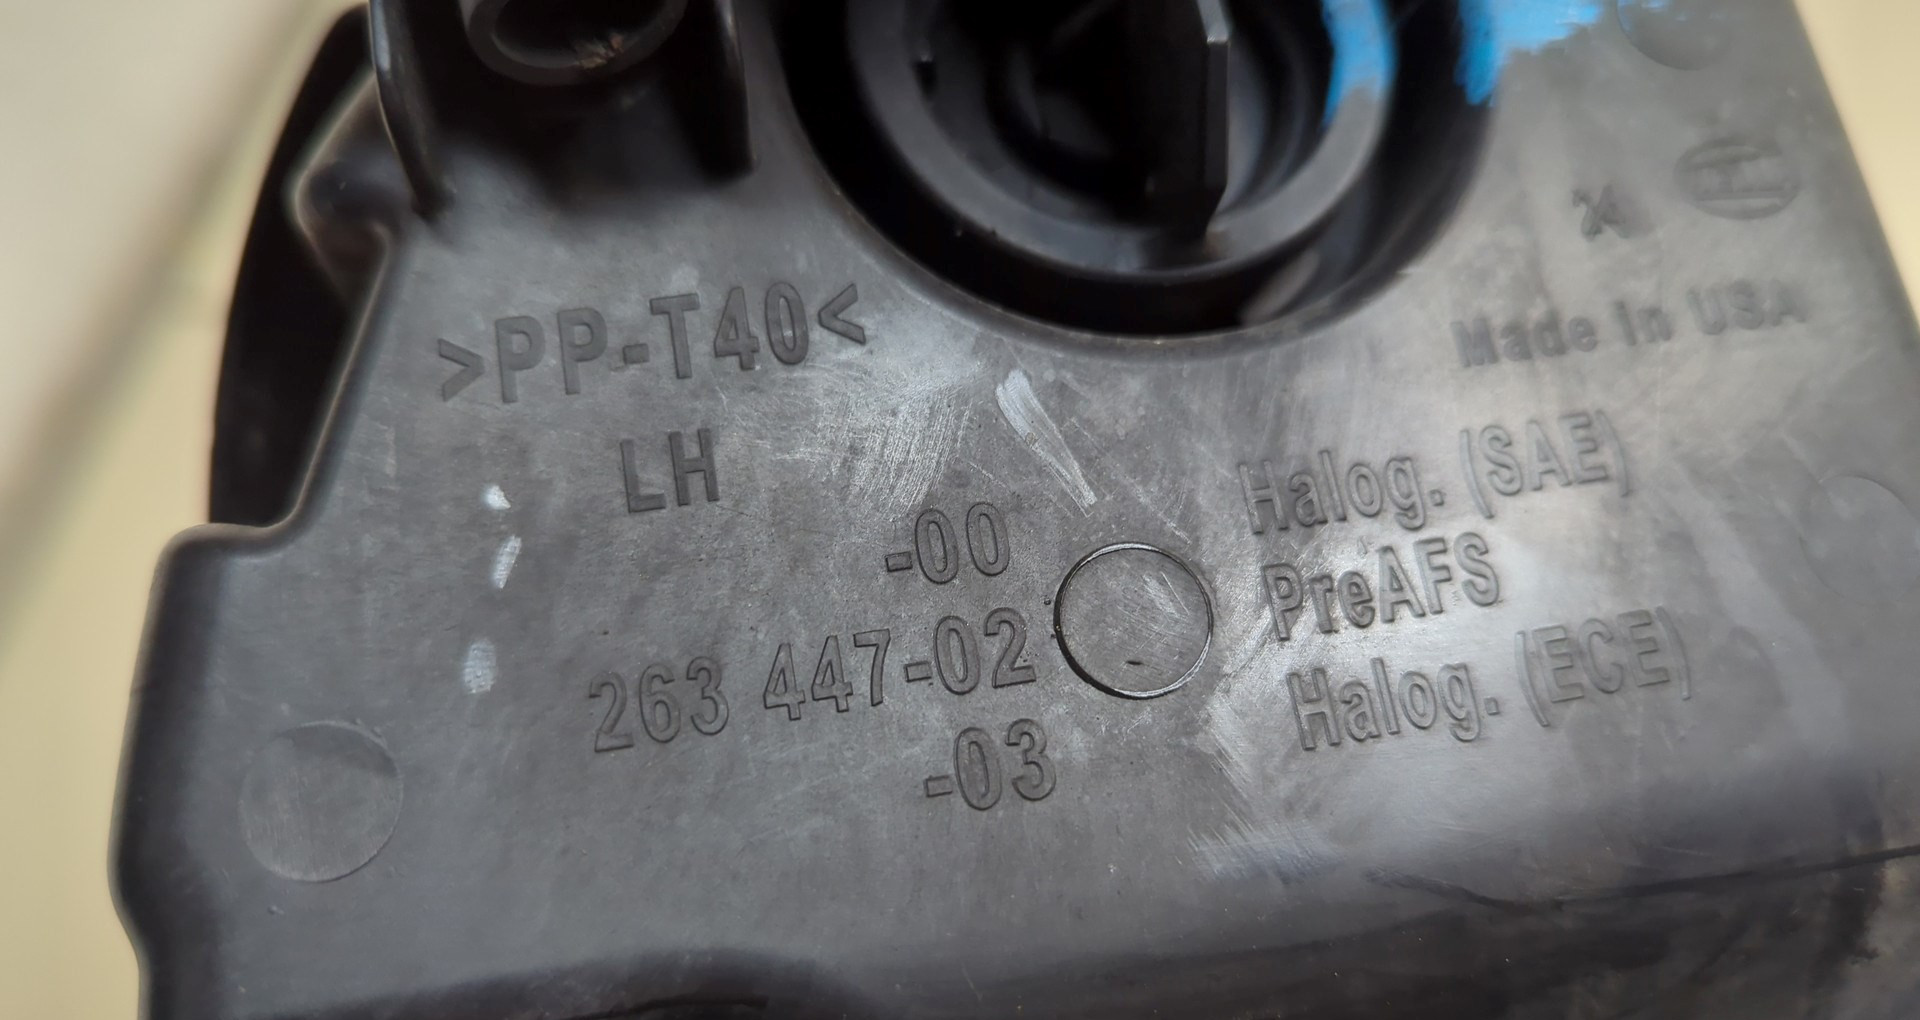 >PP-T40<
LH
Made in USA
-00 Halog. (SAE)
263 447-02 PreAFS
-03 Halog. (ECE)